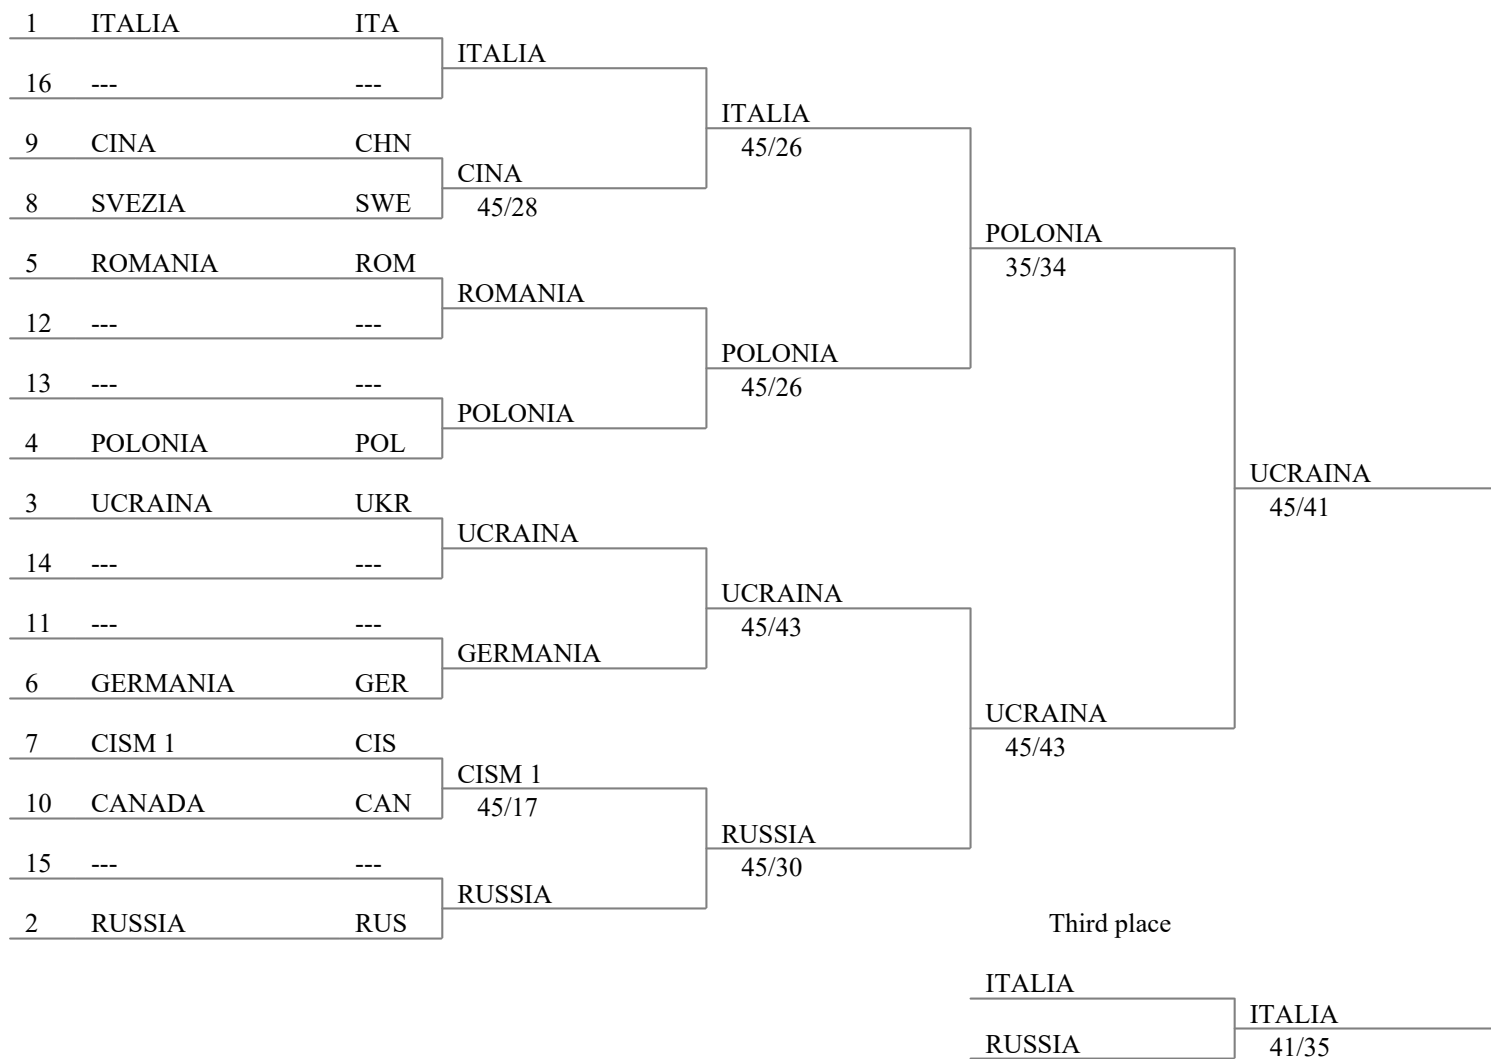 1 ITALIA ITA
ITALIA
16 --- ---
ITALIA
45/26
9 CINA CHN
CINA
45/28
8 SVEZIA SWE
POLONIA
35/34
5 ROMANIA ROM
ROMANIA
12 --- ---
POLONIA
45/26
13 --- ---
POLONIA
4 POLONIA POL
UCRAINA
45/41
3 UCRAINA UKR
UCRAINA
14 --- ---
UCRAINA
45/43
11 --- ---
GERMANIA
6 GERMANIA GER
UCRAINA
45/43
7 CISM 1 CIS
CISM 1
45/17
10 CANADA CAN
RUSSIA
45/30
15 --- ---
RUSSIA
2 RUSSIA RUS
Third place
ITALIA
ITALIA
41/35
RUSSIA